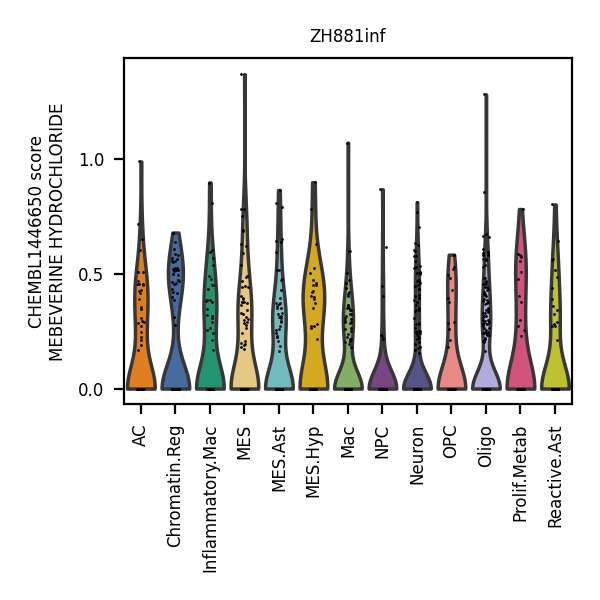 ZH881inf
CHEMBL1446650 score
MEBEVERINE HYDROCHLORIDE
1.0
0.5
0.0
AC
Chromatin.Reg
Inflammatory.Mac
MES
MES.Ast
MES.Hyp
Mac
NPC
Neuron
OPC
Oligo
Prolif.Metab
Reactive.Ast